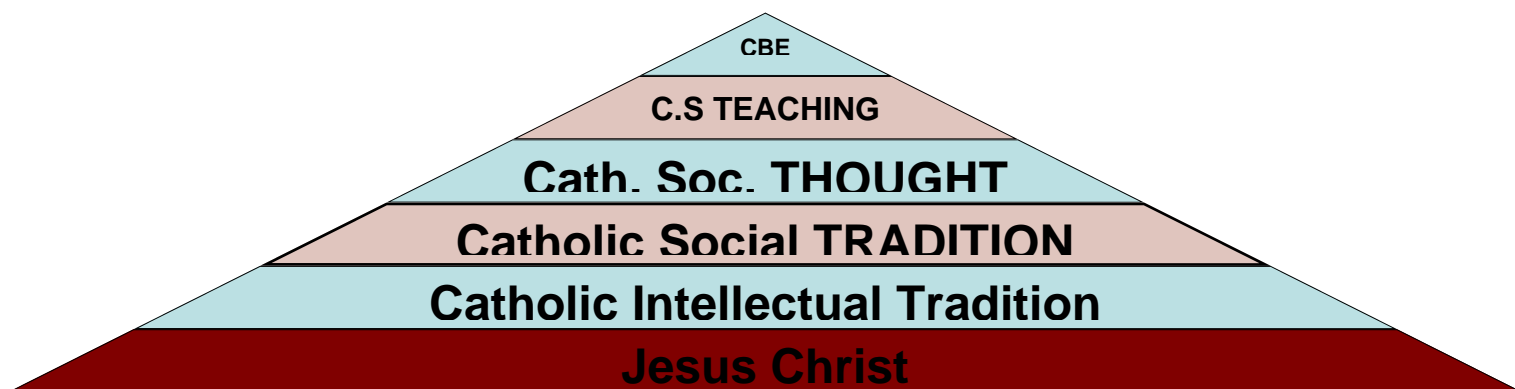 CBE
C.S TEACHING
Cath. Soc. THOUGHT
Catholic Social TRADITION
Catholic Intellectual Tradition
Jesus Christ